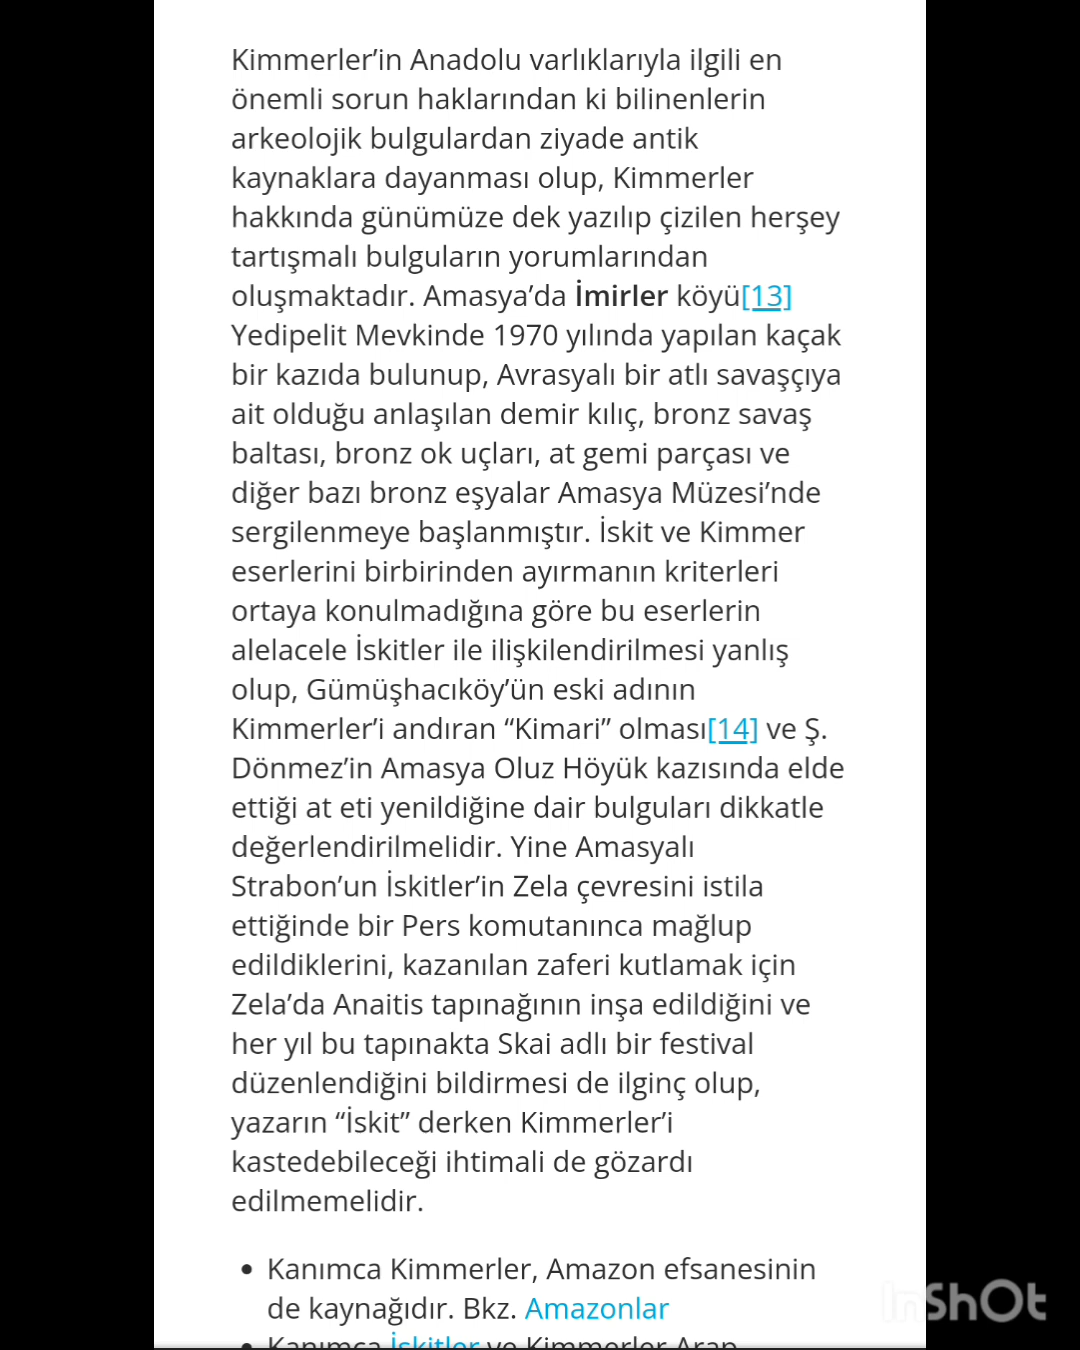 Kimmerler’in Anadolu varlıklarıyla ilgili en
önemli sorun haklarından ki bilinenlerin
arkeolojik bulgulardan ziyade antik
kaynaklara dayanması olup, Kimmerler
hakkında günümüze dek yazılıp çizilen herşey
tartışmalı bulguların yorumlarından
oluşmaktadır. Amasya’da İmirler köyü[13]
Yedipelit Mevkinde 1970 yılında yapılan kaçak
bir kazıda bulunup, Avrasyalı bir atlı savaşçıya
ait olduğu anlaşılan demir kılıç, bronz savaş
baltası, bronz ok uçları, at gemi parçası ve
diğer bazı bronz eşyalar Amasya Müzesi’nde
sergilenmeye başlanmıştır. İskit ve Kimmer
eserlerini birbirinden ayırmanın kriterleri
ortaya konulmadığına göre bu eserlerin
alelacele İskitler ile ilişkilendirilmesi yanlış
olup, Gümüşhacıköy’ün eski adının
Kimmerler’i andıran “Kimari” olması[14] ve Ş.
Dönmez’in Amasya Oluz Höyük kazısında elde
ettiği at eti yenildiğine dair bulguları dikkatle
değerlendirilmelidir. Yine Amasyalı
Strabon’un İskitler’in Zela çevresini istila
ettiğinde bir Pers komutanınca mağlup
edildiklerini, kazanılan zaferi kutlamak için
Zela’da Anaitis tapınağının inşa edildiğini ve
her yıl bu tapınakta Skai adlı bir festival
düzenlendiğini bildirmesi de ilginç olup,
yazarın “İskit” derken Kimmerler’i
kastedebileceği ihtimali de gözardı
edilmemelidir.
• Kanımca Kimmerler, Amazon efsanesinin
de kaynağıdır. Bkz. Amazonlar
• Kanımca İskitler ve Kimmerler Arap
InShOt